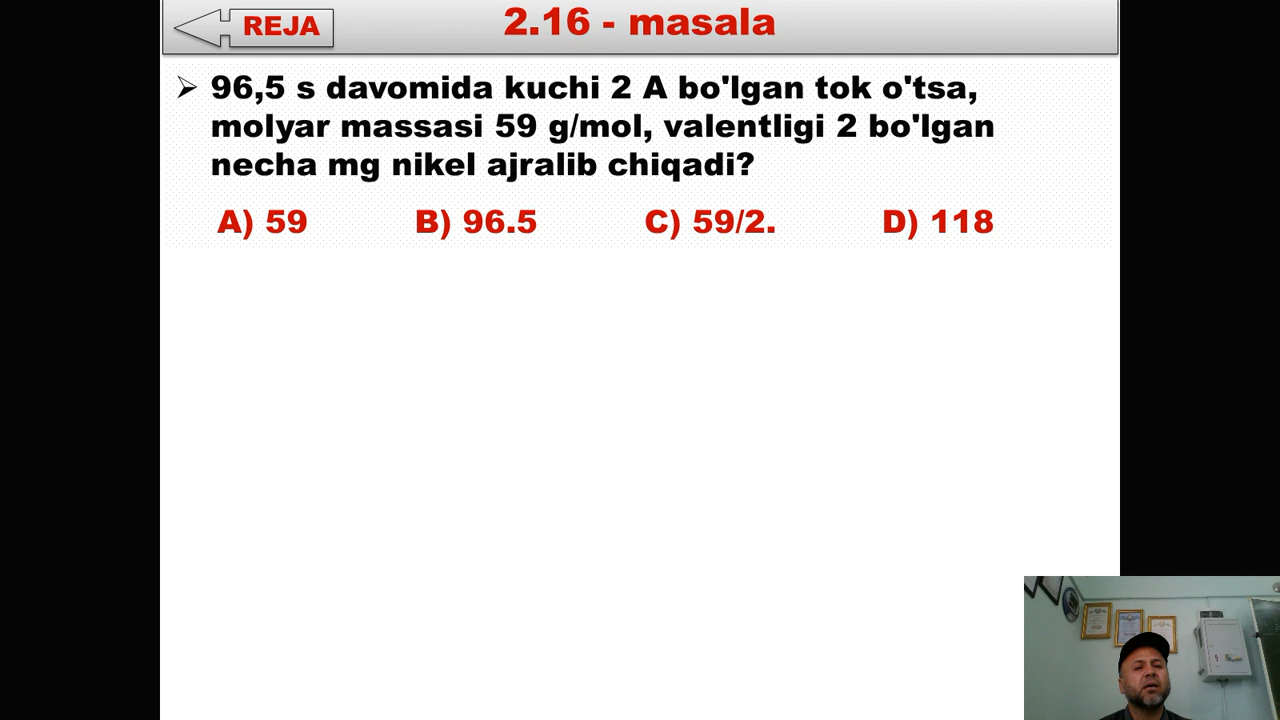 REJA
2.16 - masala
96,5 s davomida kuchi 2 A bo'lgan tok o'tsa,
molyar massasi 59 g/mol, valentligi 2 bo'lgan
necha mg nikel ajralib chiqadi?
A) 59 B) 96.5 C) 59/2. D) 118